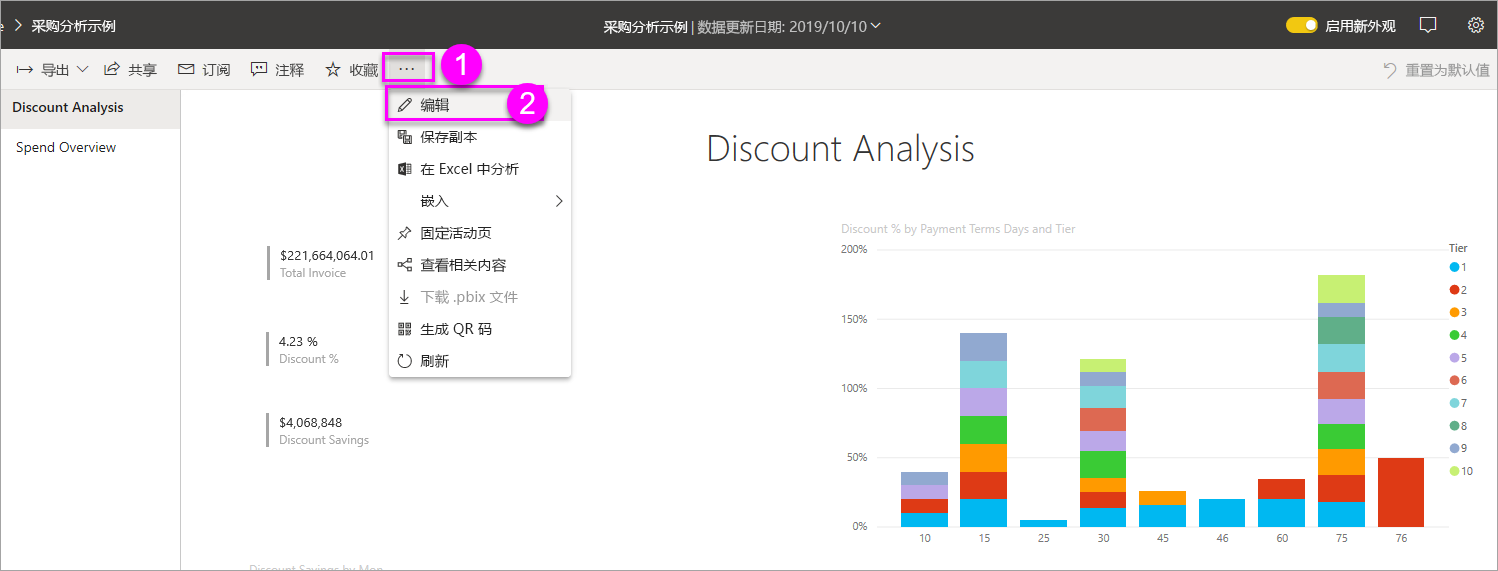 采购分析示例
采购分析示例 | 数据更新日期: 2019/10/10
启用新外观
导出
共享
订阅
注释
收藏
...
1
重置为默认值
Discount Analysis
Spend Overview
编辑
2
保存副本
在 Excel 中分析
嵌入
固定活动页
查看相关内容
下载 .pbix 文件
生成 QR 码
刷新
Discount Analysis
$221,664,064.01
Total Invoice
4.23 %
Discount %
$4,068,848
Discount Savings
Discount % by Payment Terms Days and Tier
200%
150%
100%
50%
0%
10
15
25
30
45
46
60
75
76
Tier
1
2
3
4
5
6
7
8
9
10
Discount Savings by Mon